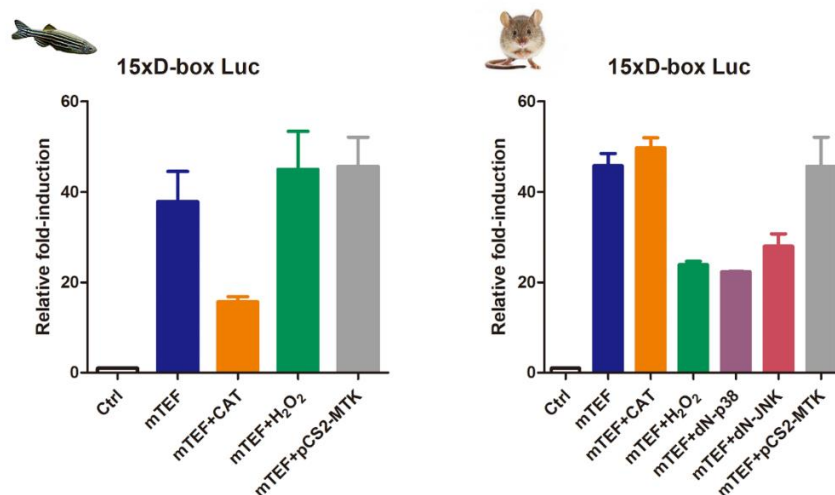 15xD-box Luc
Relative fold-induction
60
40
20
0
Ctrl
mTEF
mTEF+CAT
mTEF+H₂O₂
mTEF+pCS2-MTK
15xD-box Luc
Relative fold-induction
60
40
20
0
Ctrl
mTEF
mTEF+CAT
mTEF+H₂O₂
mTEF+dN-p38
mTEF+dN-JNK
mTEF+pCS2-MTK